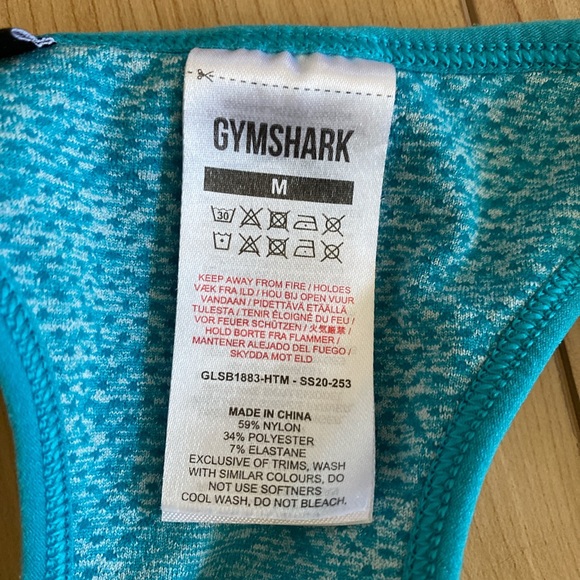 GYMSHARK
M
30
KEEP AWAY FROM FIRE / HOLDES
VÆK FRA ILD / HOU BIJ OPEN VUUR
VANDAAN / PIDETTÄVÄ ETÄÄLLÄ
TULESTA / TENIR ÉLOIGNÉ DU FEU /
VOR FEUER SCHÜTZEN / 火気厳禁 /
HOLD BORTE FRA FLAMMER /
MANTENER ALEJADO DEL FUEGO /
SKYDDA MOT ELD
GLSB1883-HTM - SS20-253
MADE IN CHINA
59% NYLON
34% POLYESTER
7% ELASTANE
EXCLUSIVE OF TRIMS, WASH
WITH SIMILAR COLOURS, DO
NOT USE SOFTNERS
COOL WASH, DO NOT BLEACH.